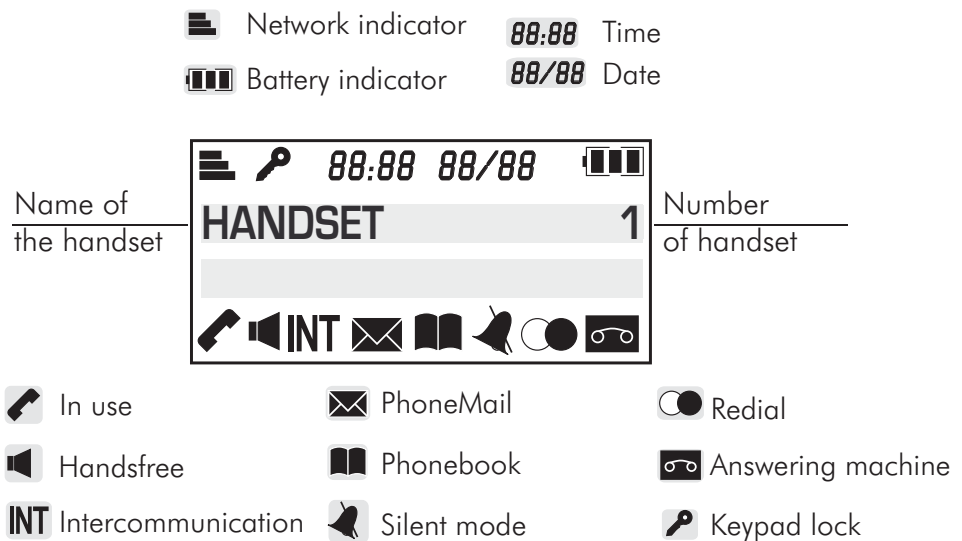 Network indicator
88:88 Time
Battery indicator
88/88 Date
88:88 88/88
Name of
the handset
HANDSET 1
Number
of handset
INT
In use
PhoneMail
Redial
Handsfree
Phonebook
Answering machine
INT Intercommunication
Silent mode
Keypad lock